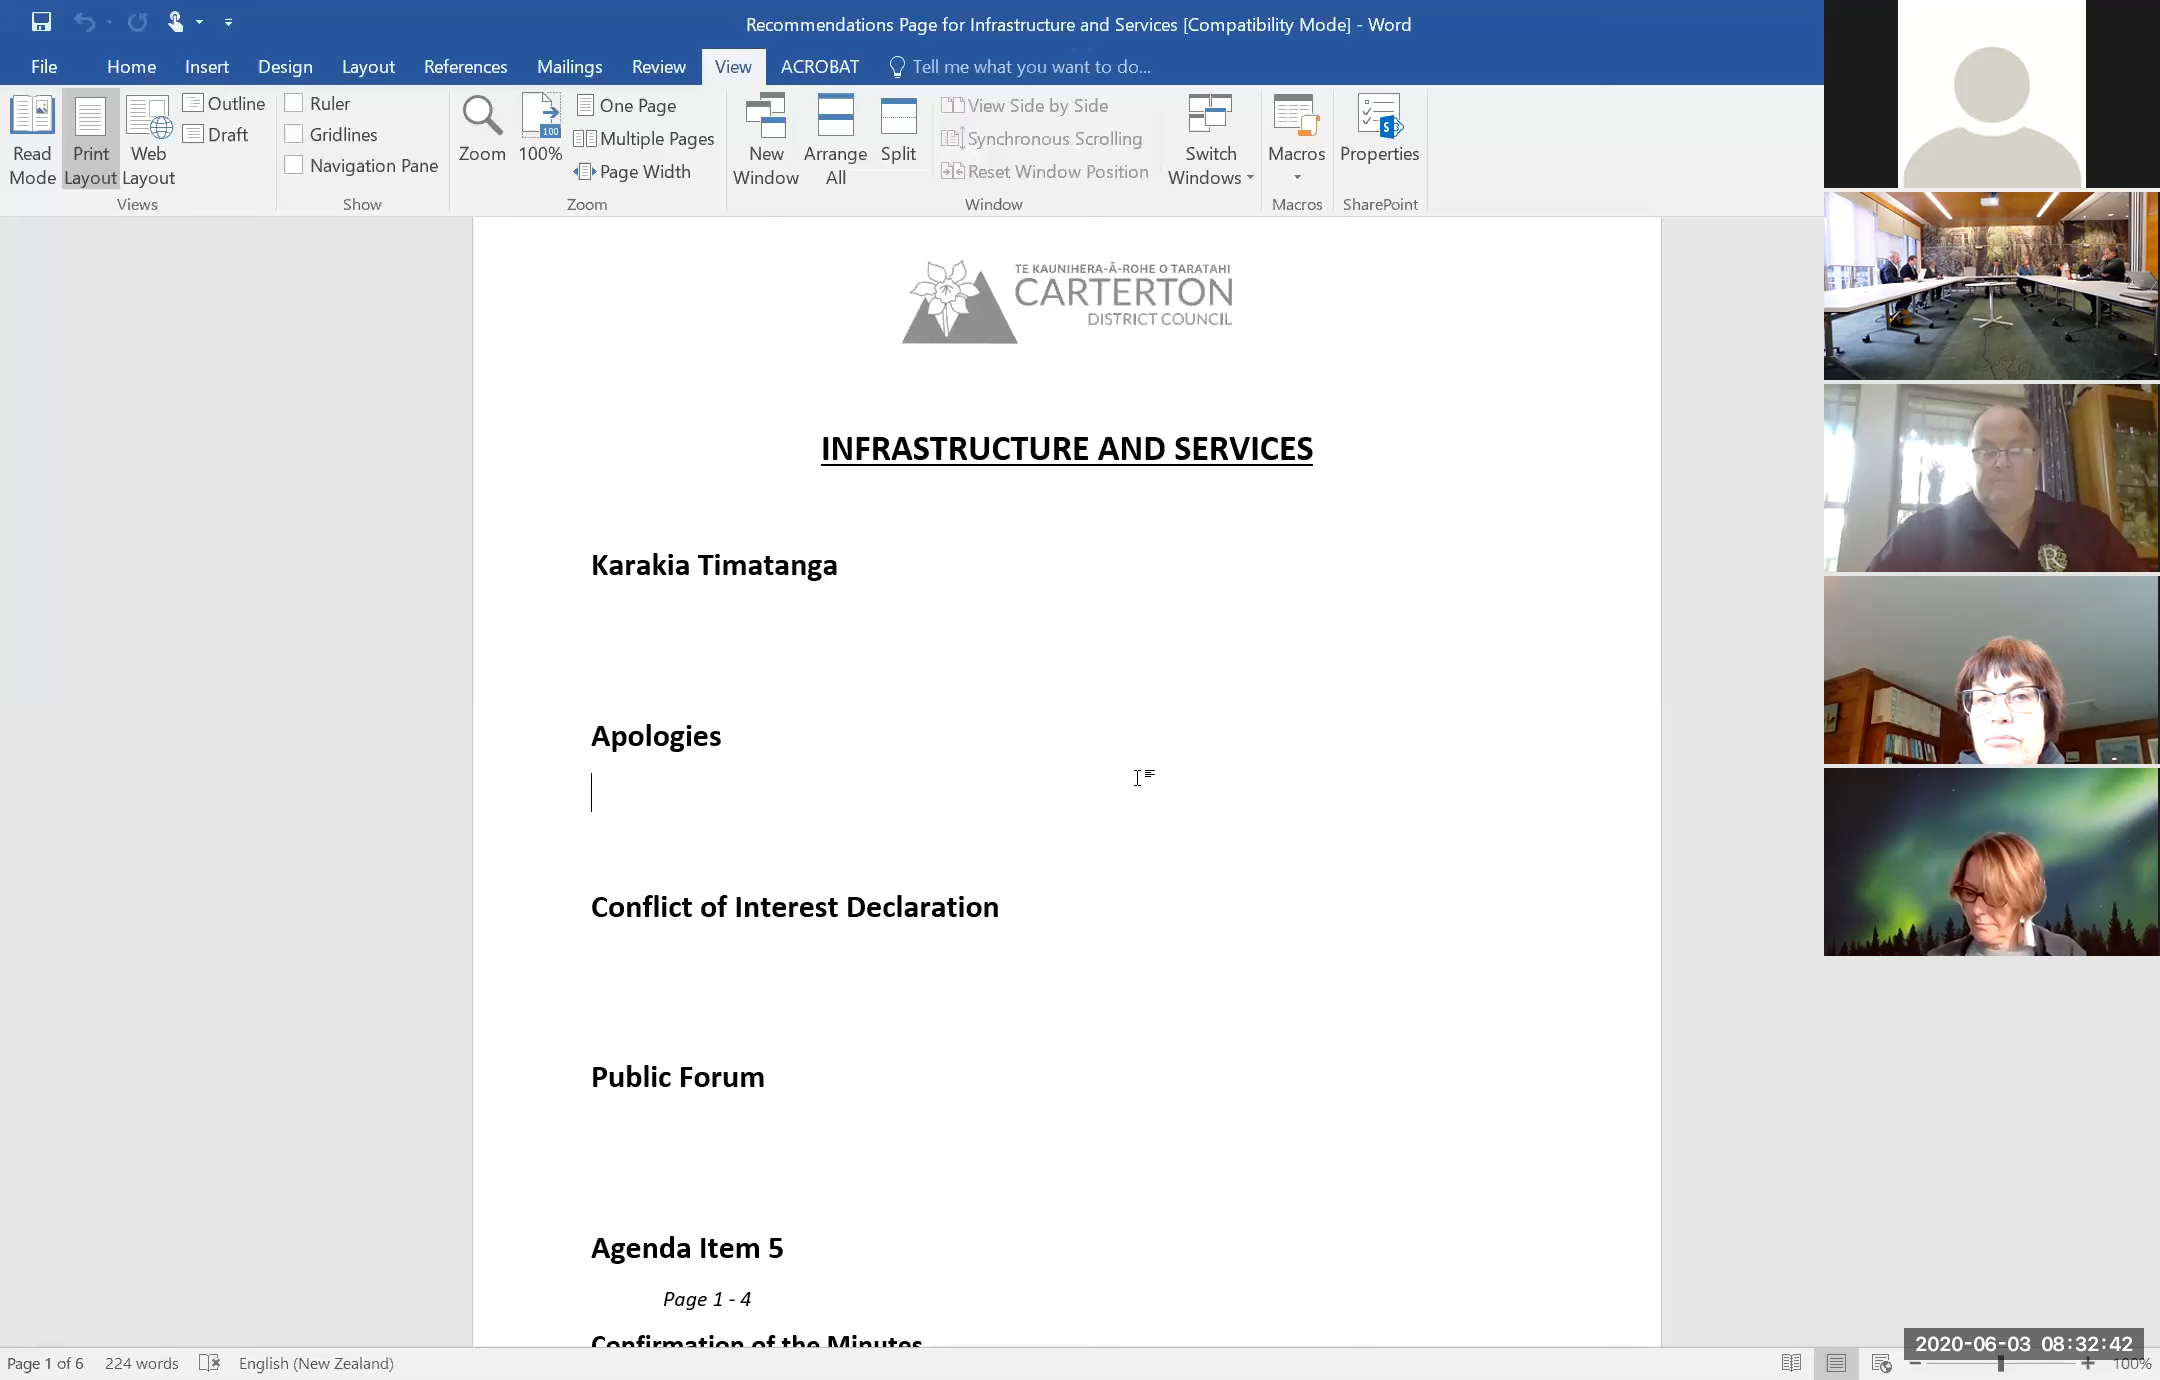 Recommendations Page for Infrastructure and Services [Compatibility Mode] - Word
File Home Insert Design Layout References Mailings Review View ACROBAT Tell me what you want to do...
Read Mode
Print Layout
Web Layout
Outline
Draft
Views
Ruler
Gridlines
Navigation Pane
Show
Zoom
100
100%
One Page
Multiple Pages
Page Width
Zoom
New Window
Arrange All
Split
View Side by Side
Synchronous Scrolling
Reset Window Position
Window
Switch Windows
Macros
Macros
Properties
SharePoint
TE KAUNIHERA-Ā-ROHE O TARATAHI
CARTERTON
DISTRICT COUNCIL
INFRASTRUCTURE AND SERVICES
Karakia Timatanga
Apologies
Conflict of Interest Declaration
Public Forum
Agenda Item 5
Page 1 - 4
Confirmation of the Minutes
Page 1 of 6 224 words English (New Zealand)
2020-06-03 08:32:42
100%